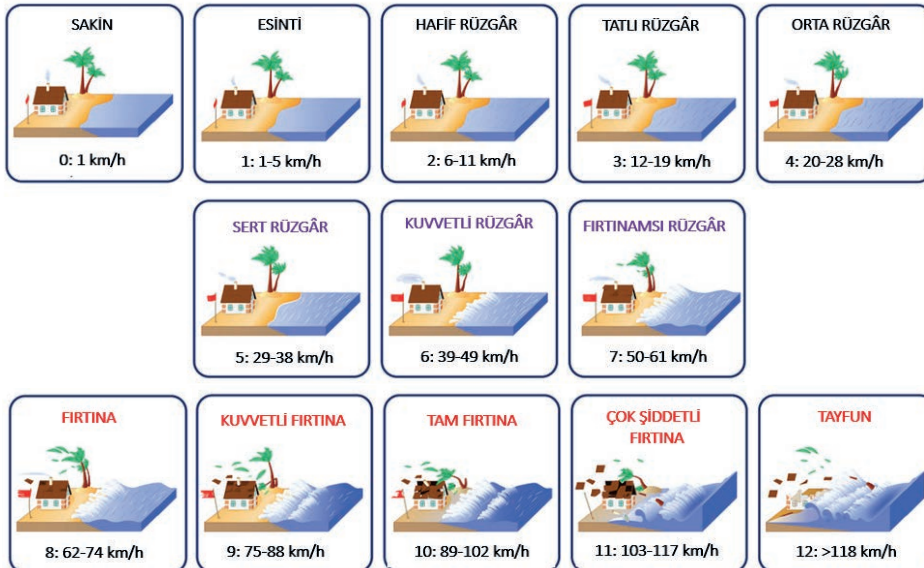 SAKİN
0: 1 km/h
ESİNTİ
1: 1-5 km/h
HAFİF RÜZGÂR
2: 6-11 km/h
TATLI RÜZGÂR
3: 12-19 km/h
ORTA RÜZGÂR
4: 20-28 km/h
SERT RÜZGÂR
5: 29-38 km/h
KUVVETLİ RÜZGÂR
6: 39-49 km/h
FIRTINAMSI RÜZGÂR
7: 50-61 km/h
FIRTINA
8: 62-74 km/h
KUVVETLİ FIRTINA
9: 75-88 km/h
TAM FIRTINA
10: 89-102 km/h
ÇOK ŞİDDETLİ
FIRTINA
11: 103-117 km/h
TAYFUN
12: >118 km/h